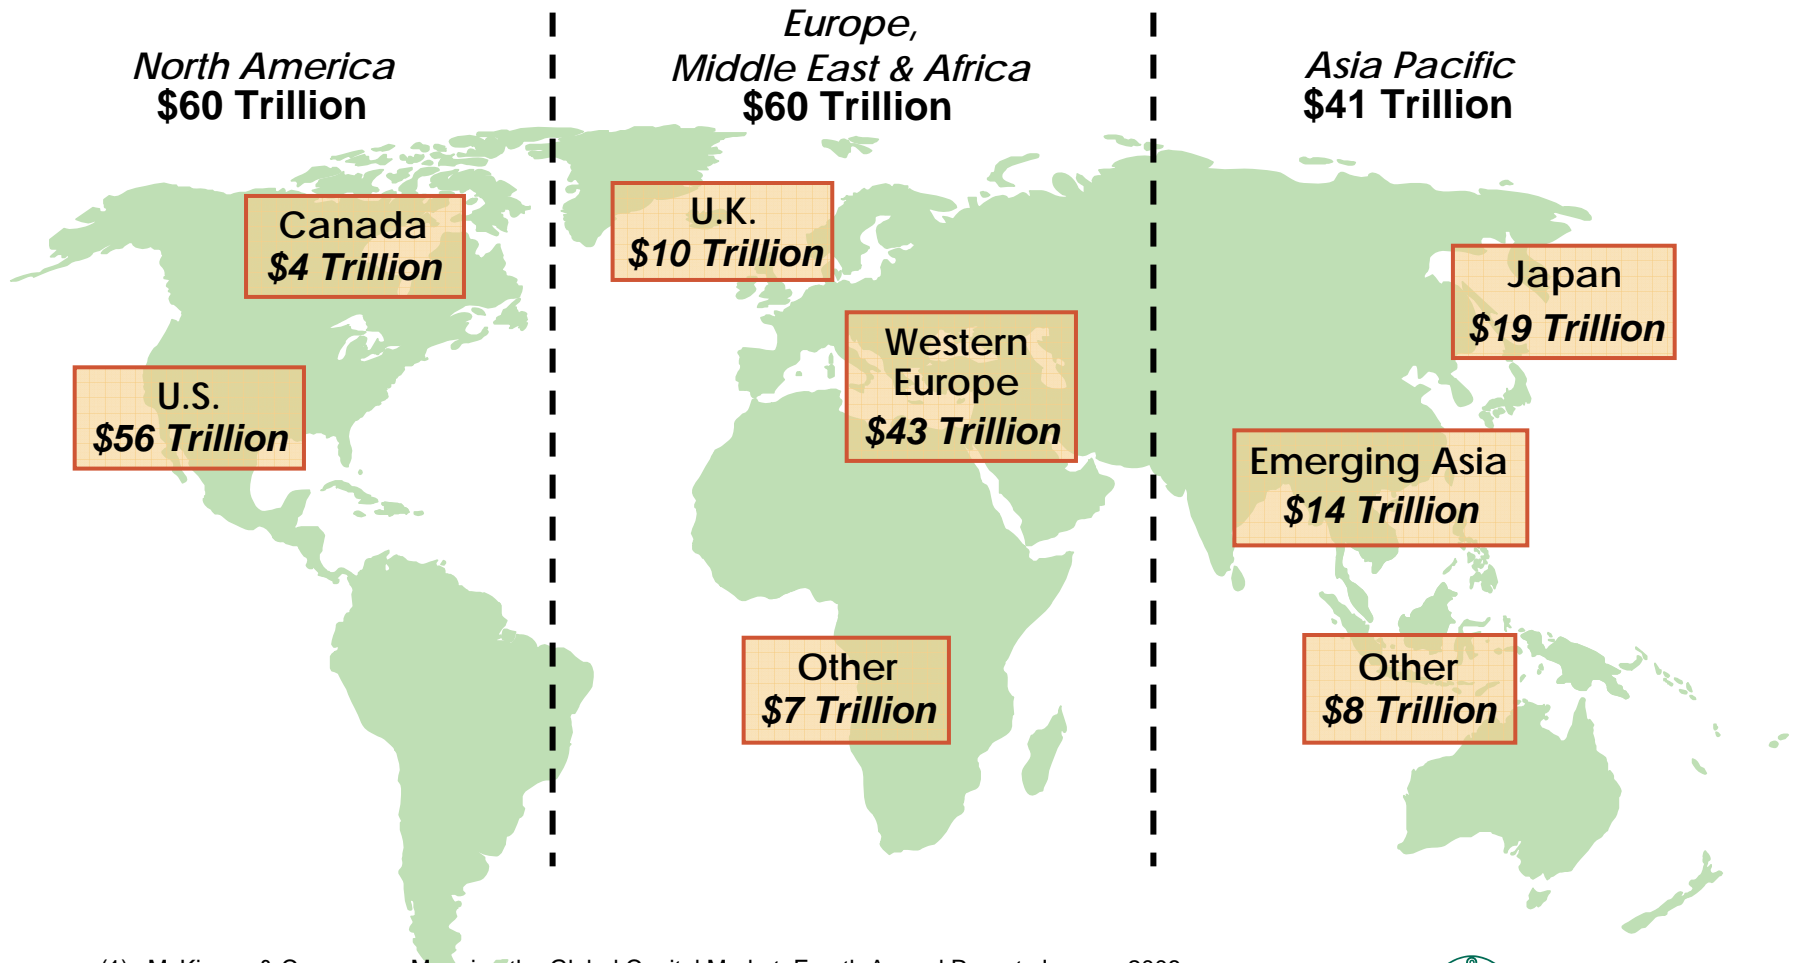 North America
$60 Trillion
Europe,
Middle East & Africa
$60 Trillion
Asia Pacific
$41 Trillion
Canada
$4 Trillion
U.S.
$56 Trillion
U.K.
$10 Trillion
Western
Europe
$43 Trillion
Other
$7 Trillion
Japan
$19 Trillion
Emerging Asia
$14 Trillion
Other
$8 Trillion